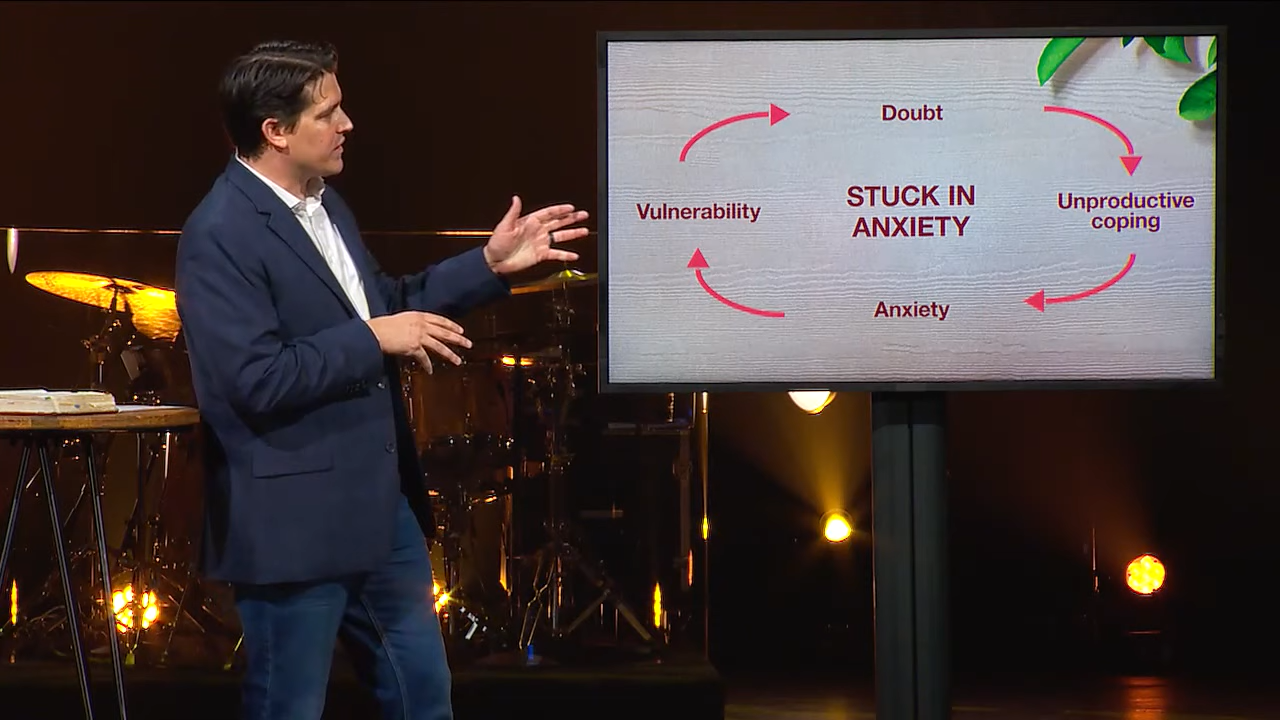 Doubt
Vulnerability
STUCK IN
ANXIETY
Unproductive
coping
Anxiety